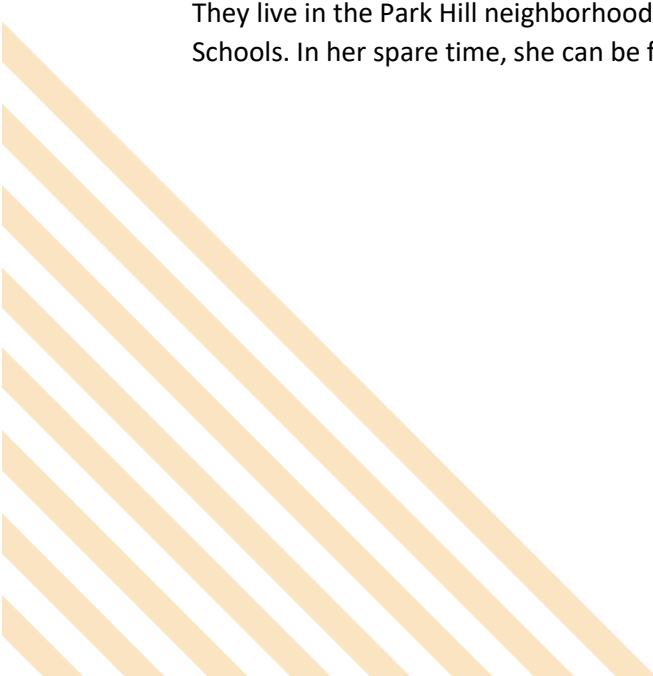 They live in the Park Hill neighborhood
Schools. In her spare time, she can be